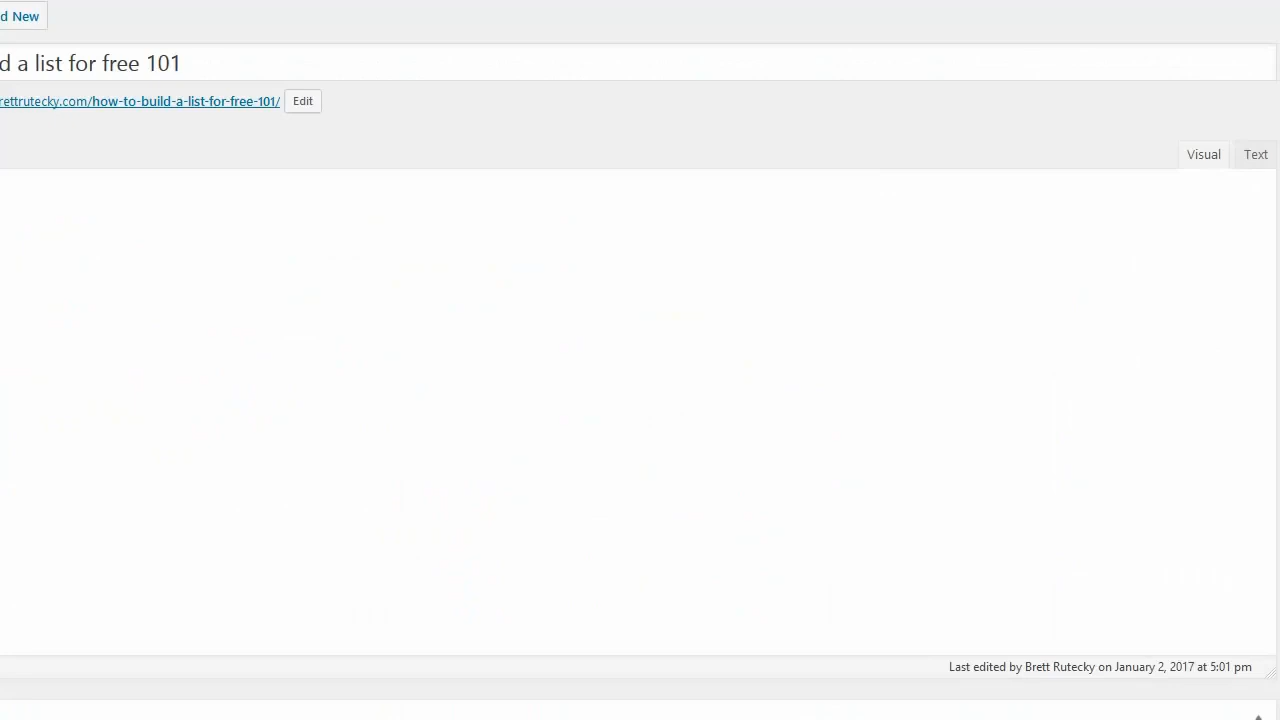 d New
d a list for free 101
rettrutecky.com/how-to-build-a-list-for-free-101/ Edit
Visual Text
Last edited by Brett Rutecky on January 2, 2017 at 5:01 pm